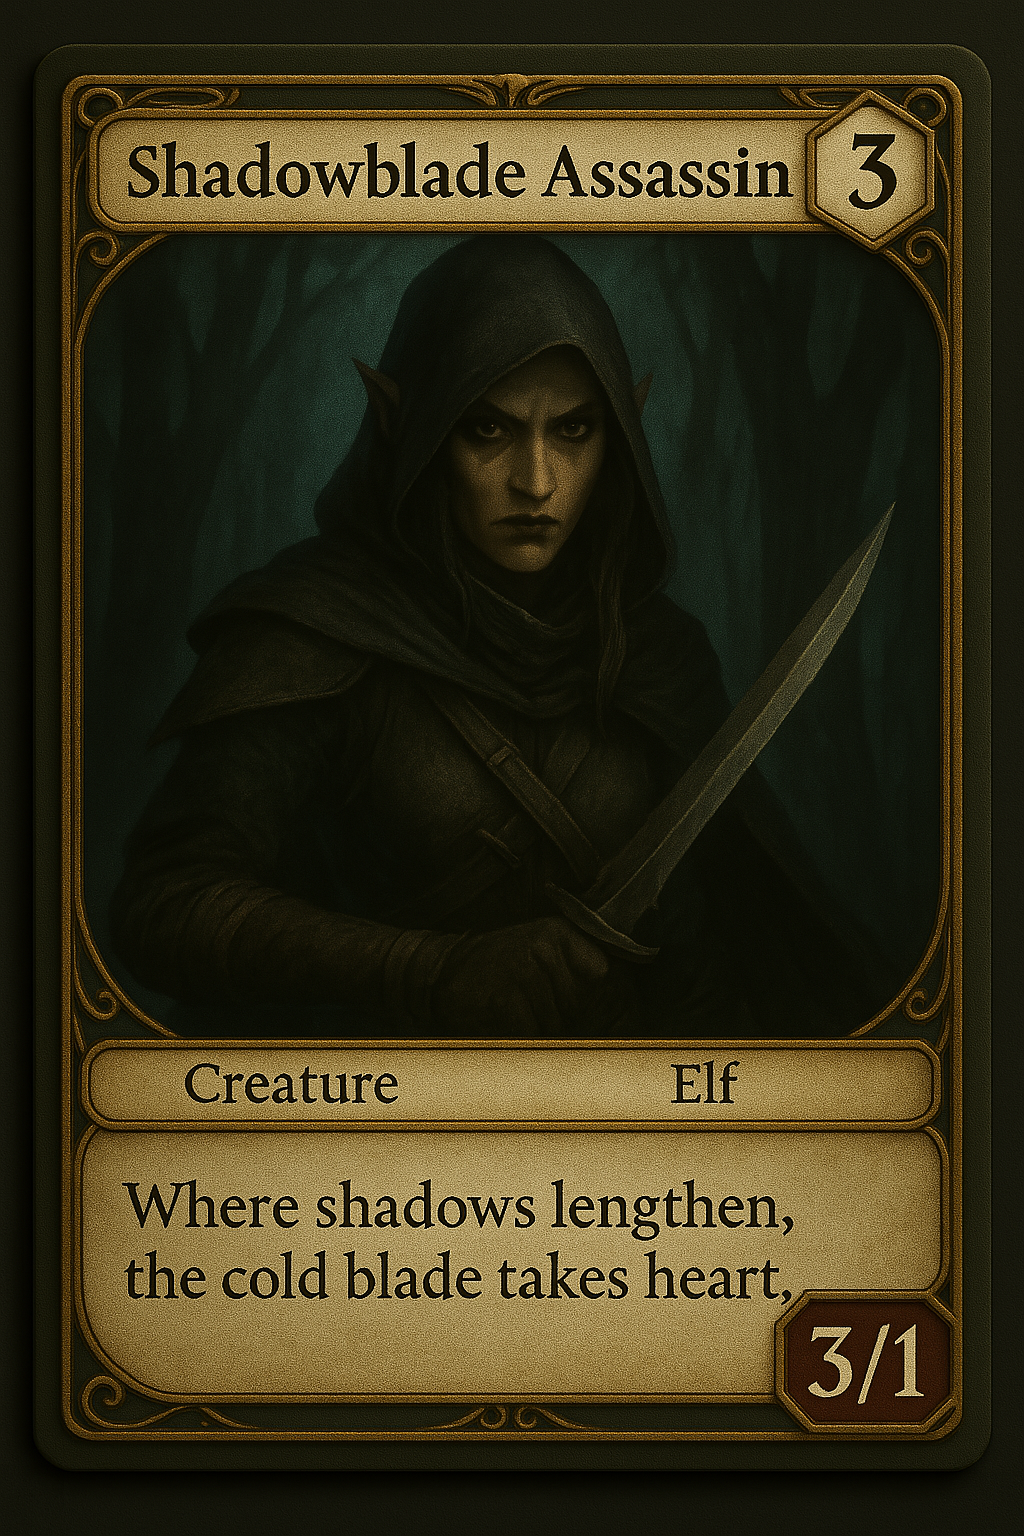 Shadowblade Assassin 3
Creature Elf
Where shadows lengthen,
the cold blade takes heart,
3/1